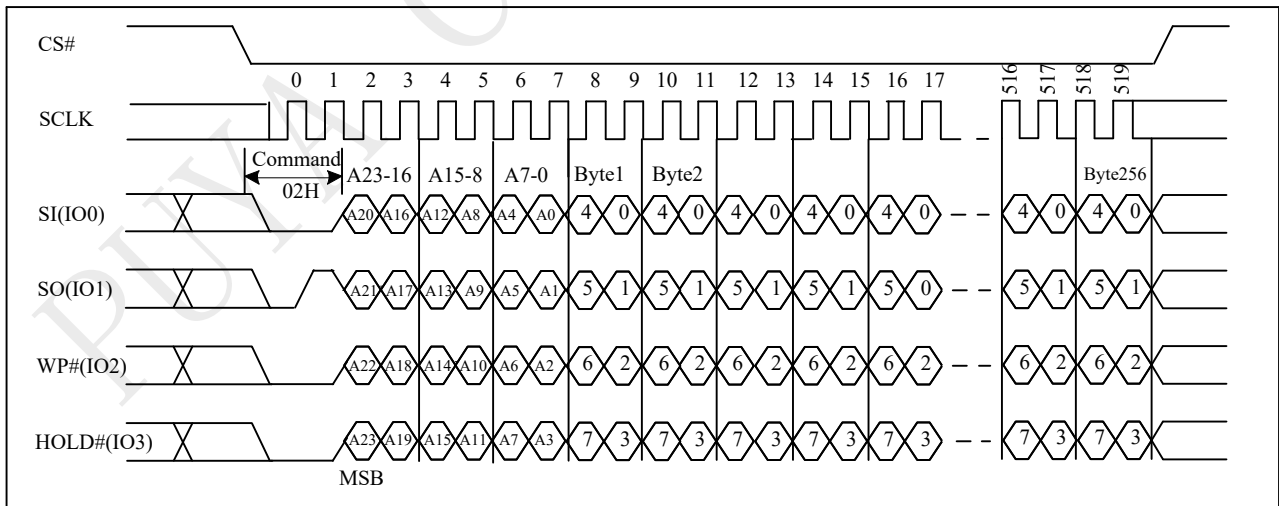 CS#
0 1 2 3 4 5 6 7 8 9 10 11 12 13 14 15 16 17 516 517 518 519
SCLK
Command
02H
A23-16 A15-8 A7-0 Byte1 Byte2 Byte256
SI(IO0) A20 A16 A12 A8 A4 A0 4 0 4 0 4 0 4 0 4 0 4 0 4 0
SO(IO1) A21 A17 A13 A9 A5 A1 5 1 5 1 5 1 5 1 5 0 5 1 5 1
WP#(IO2) A22 A18 A14 A10 A6 A2 6 2 6 2 6 2 6 2 6 2 6 2 6 2
HOLD#(IO3) A23 A19 A15 A11 A7 A3 7 3 7 3 7 3 7 3 7 3 7 3 7 3
MSB
PUYA